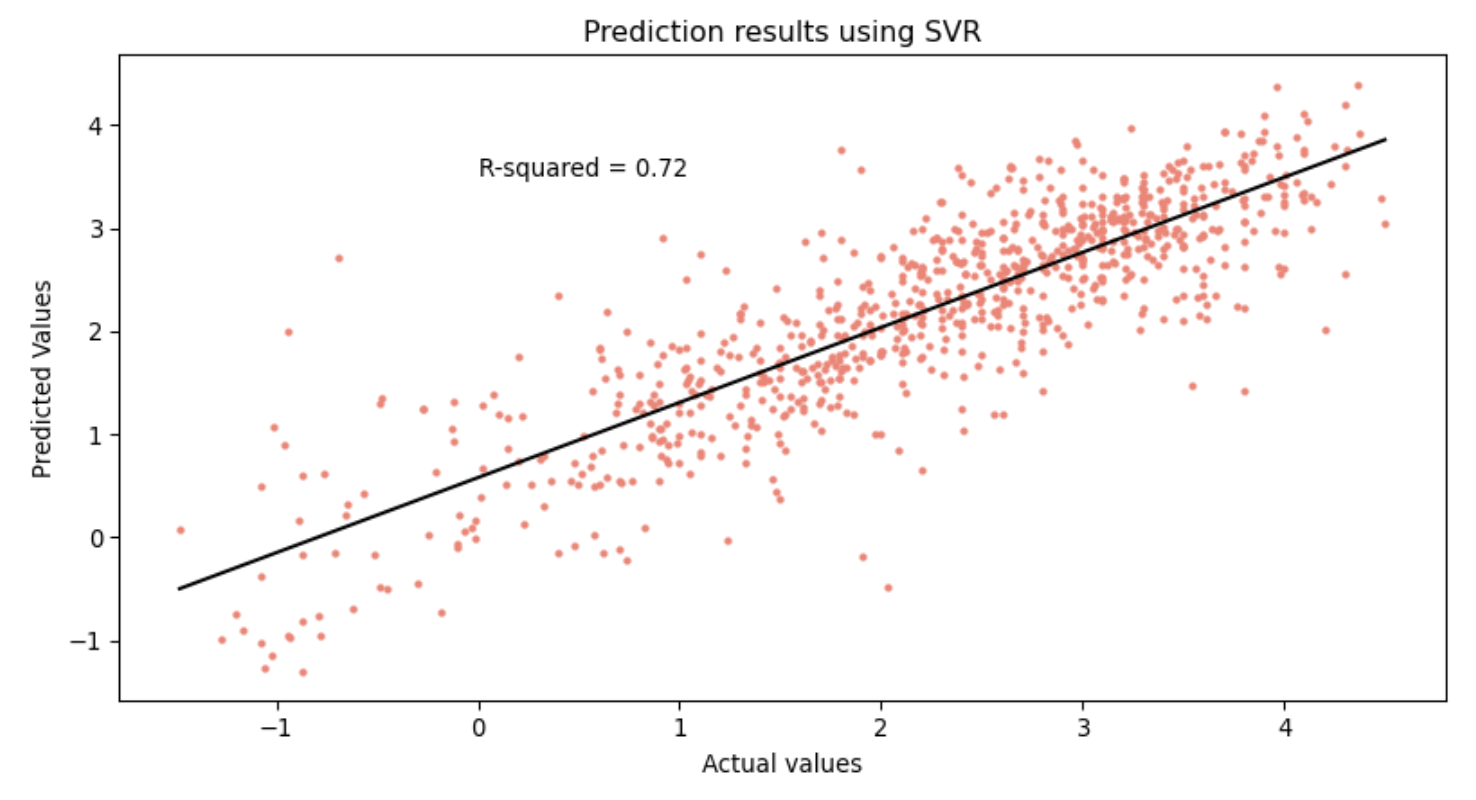 Prediction results using SVR
R-squared = 0.72
Predicted Values
4
3
2
1
0
−1
−1 0 1 2 3 4
Actual values